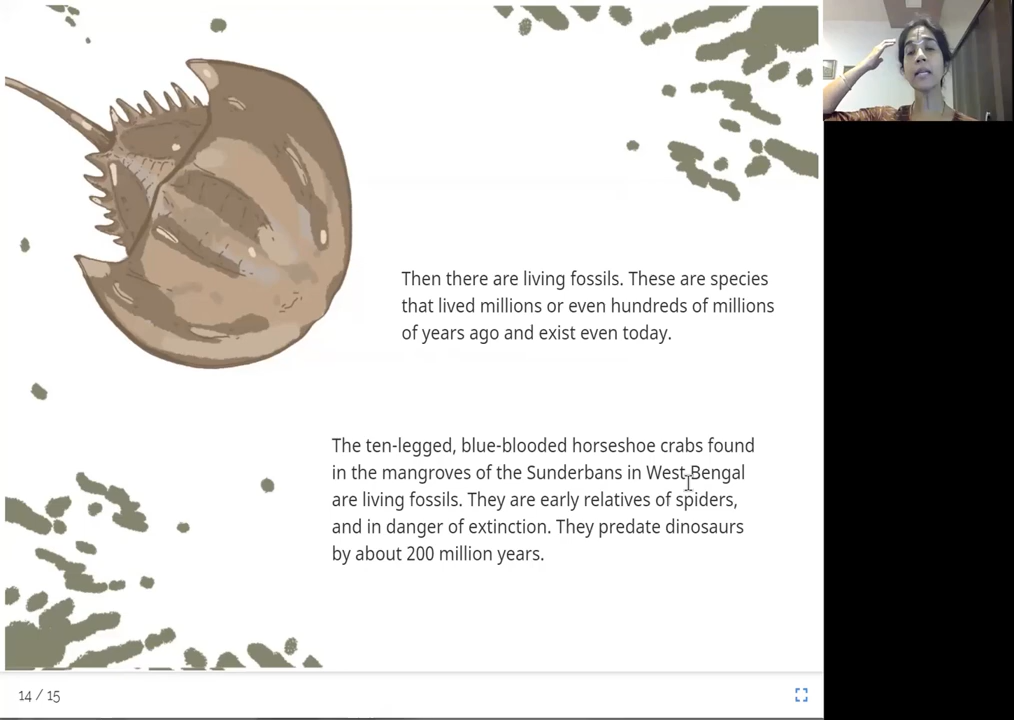 Then there are living fossils. These are species
that lived millions or even hundreds of millions
of years ago and exist even today.
The ten-legged, blue-blooded horseshoe crabs found
in the mangroves of the Sunderbans in West Bengal
are living fossils. They are early relatives of spiders,
and in danger of extinction. They predate dinosaurs
by about 200 million years.
14 / 15